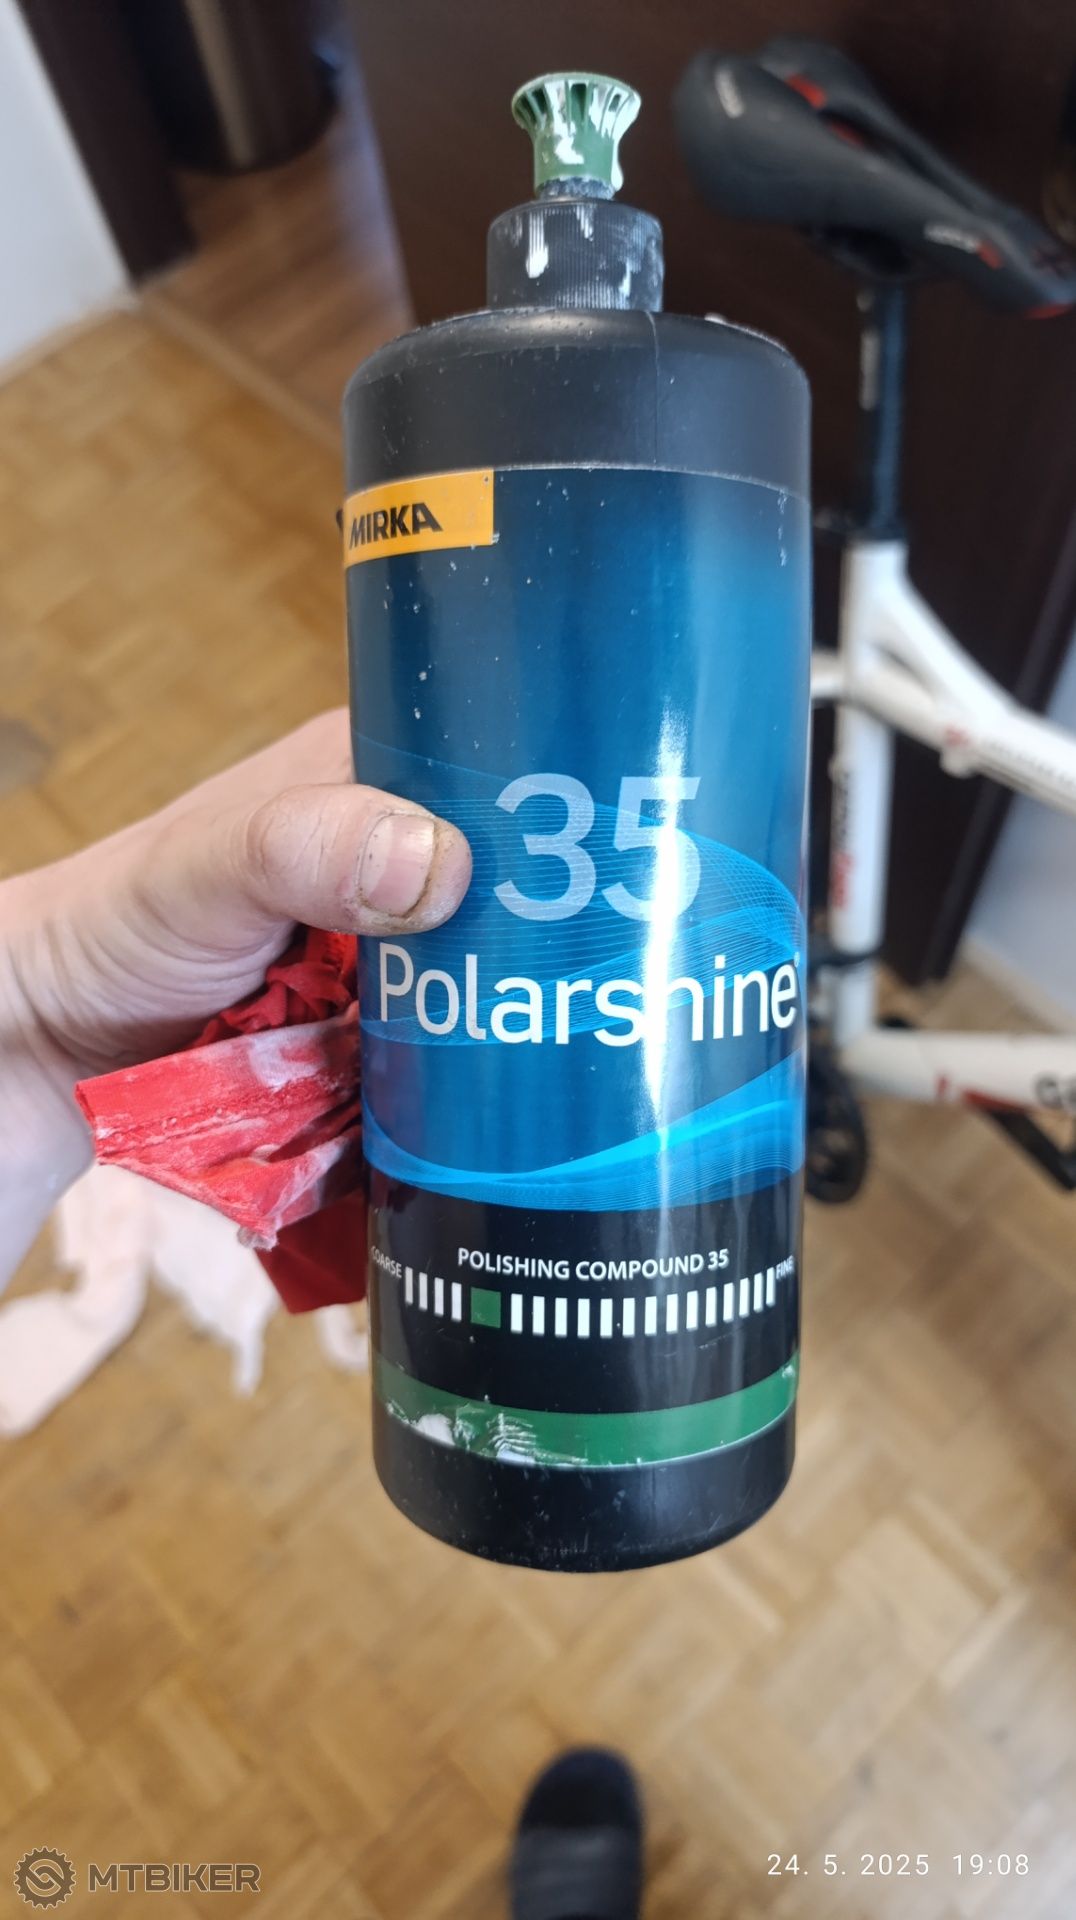 MIRKA
35
Polarshine®
COARSE
POLISHING COMPOUND 35
FINE
MTBIKER
24. 5. 2025 19:08